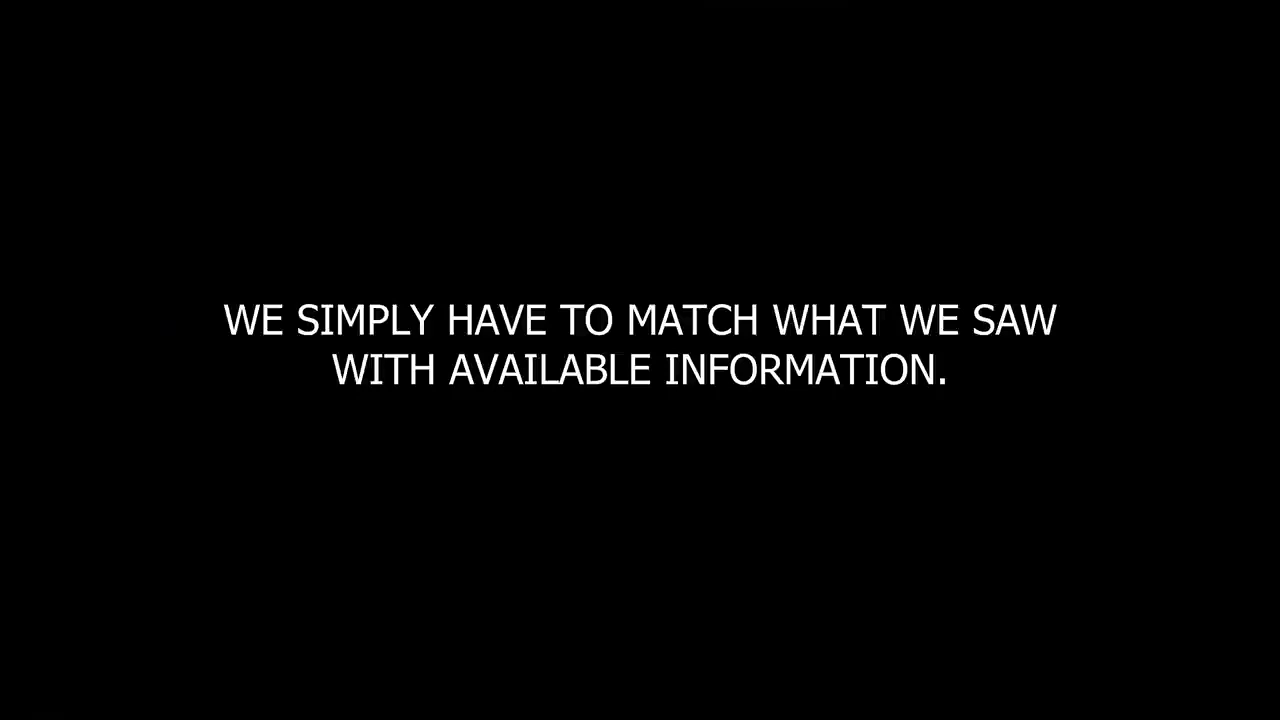 WE SIMPLY HAVE TO MATCH WHAT WE SAW
WITH AVAILABLE INFORMATION.